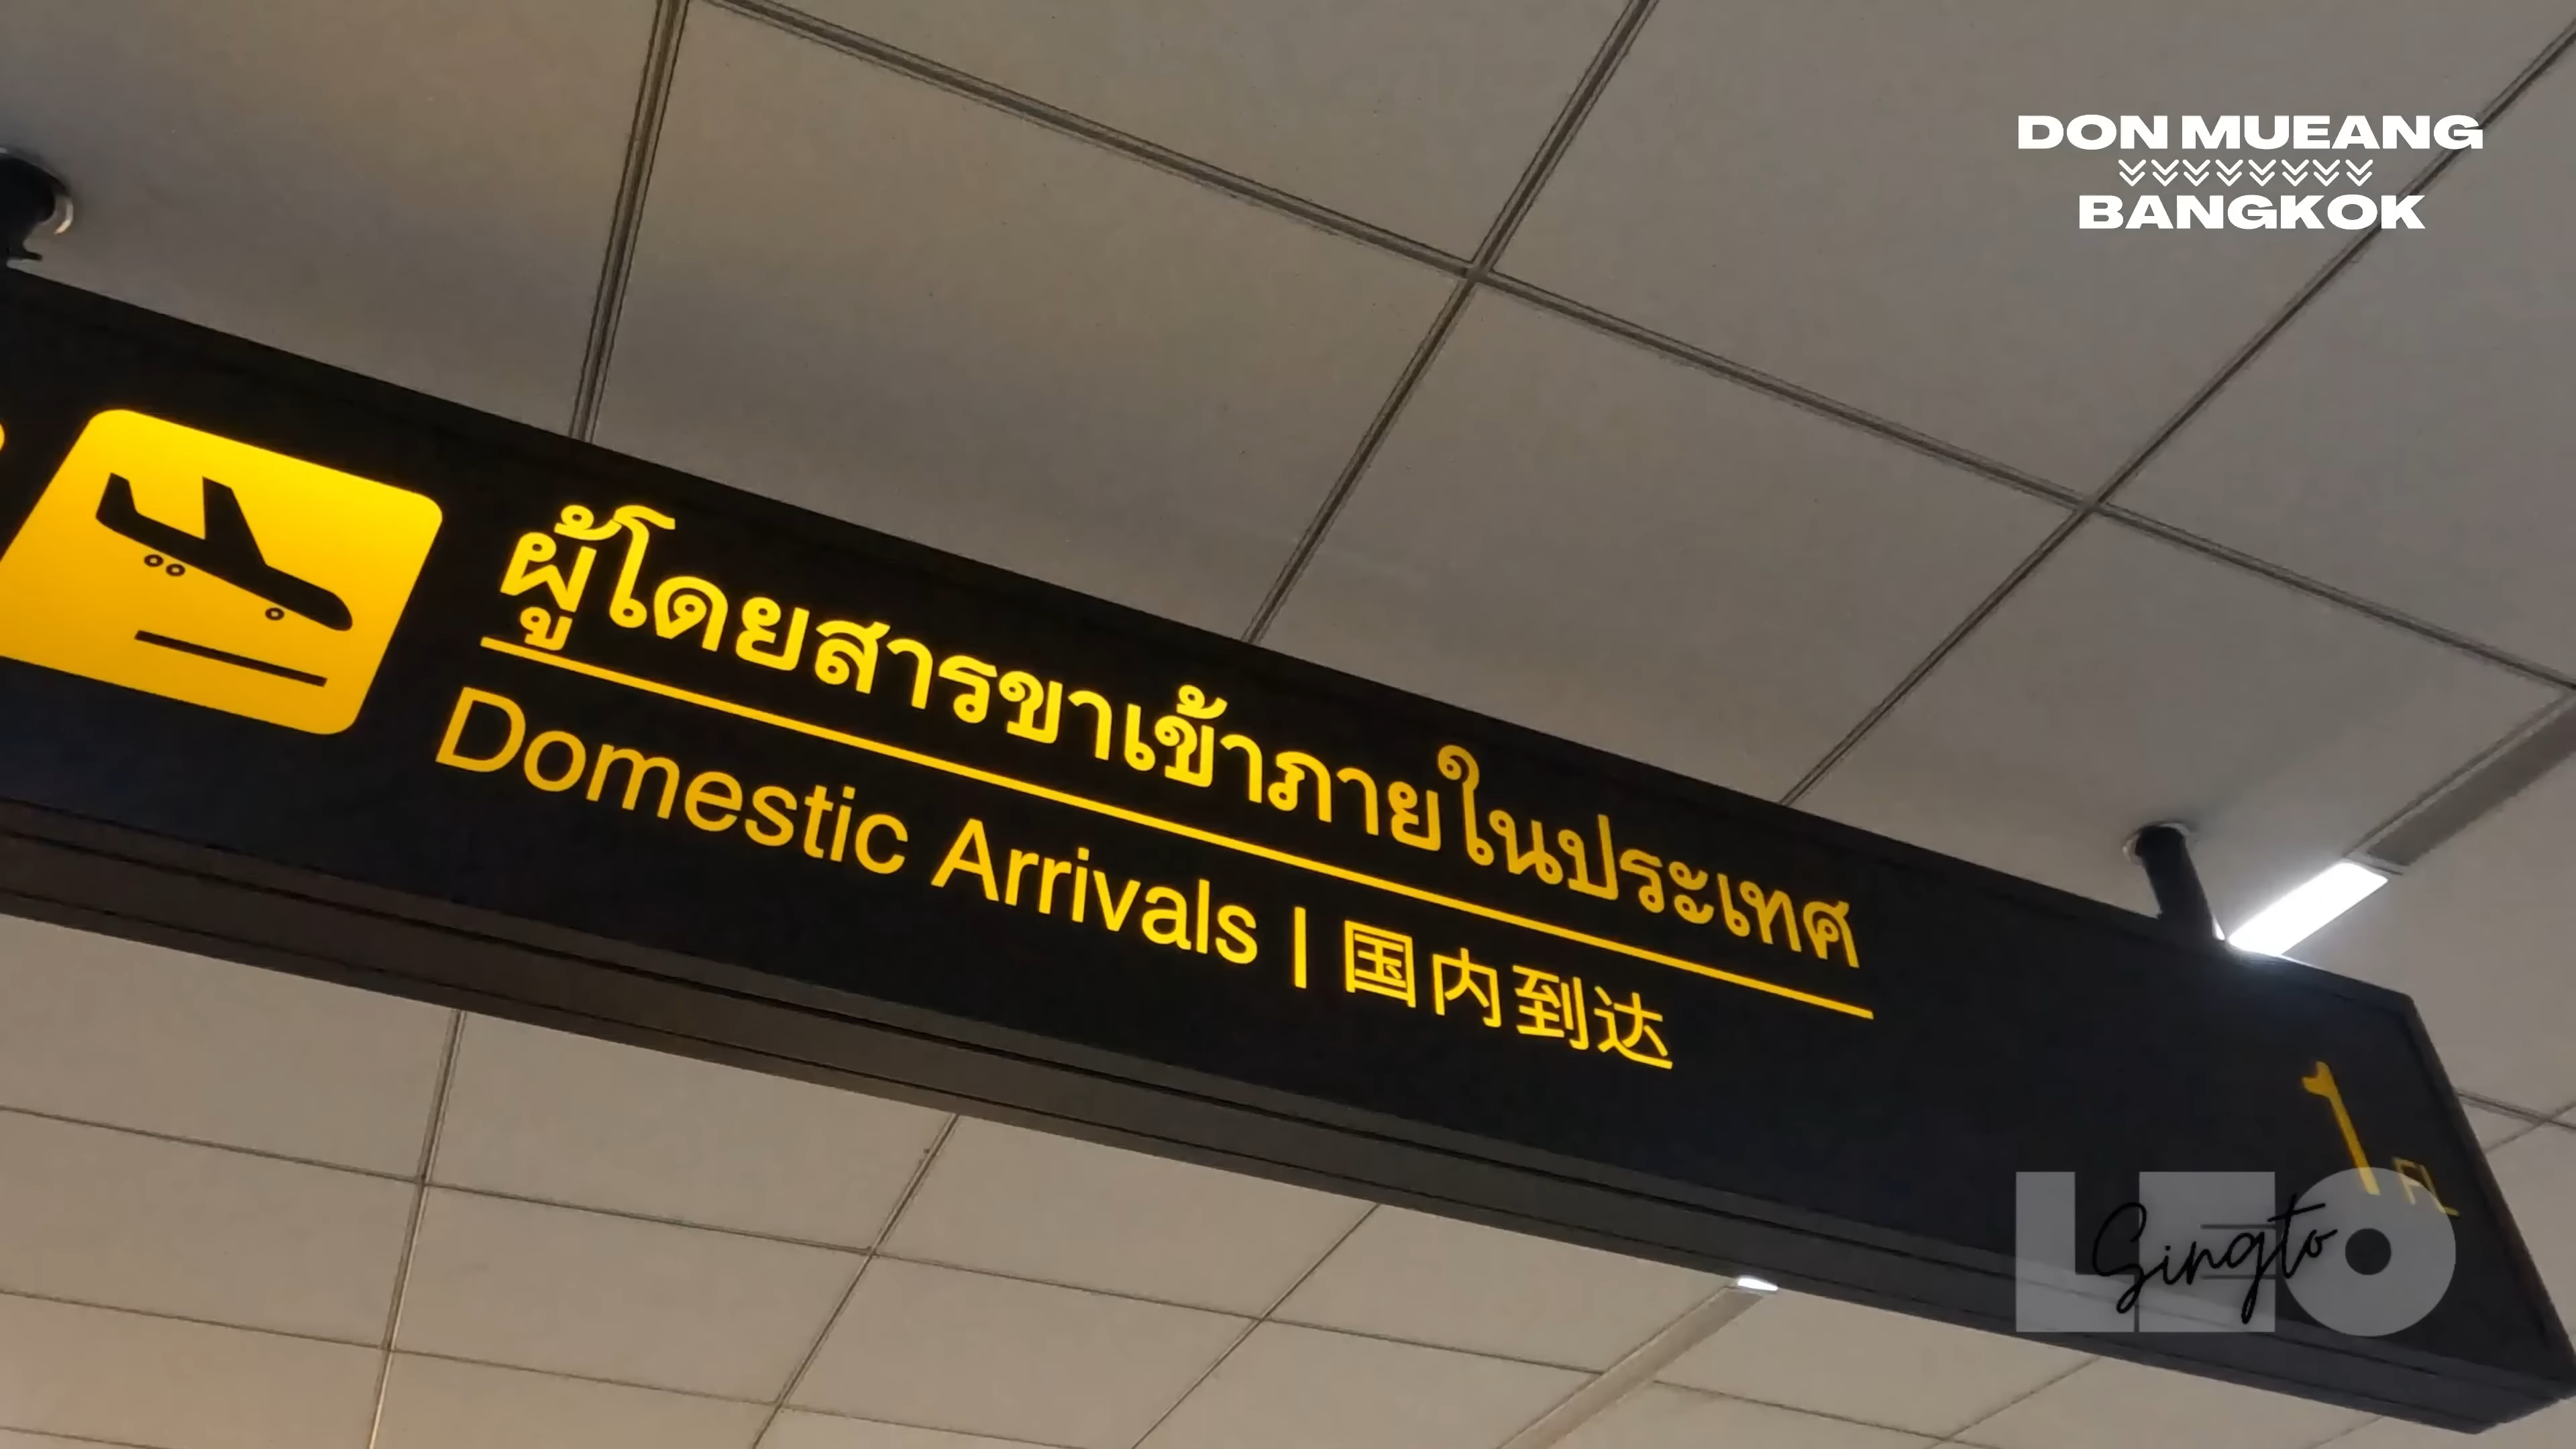 DON MUEANG
BANGKOK
ผู้โดยสารขาเข้าภายในประเทศ
Domestic Arrivals | 国内到达
1 FL
LEO
Singto